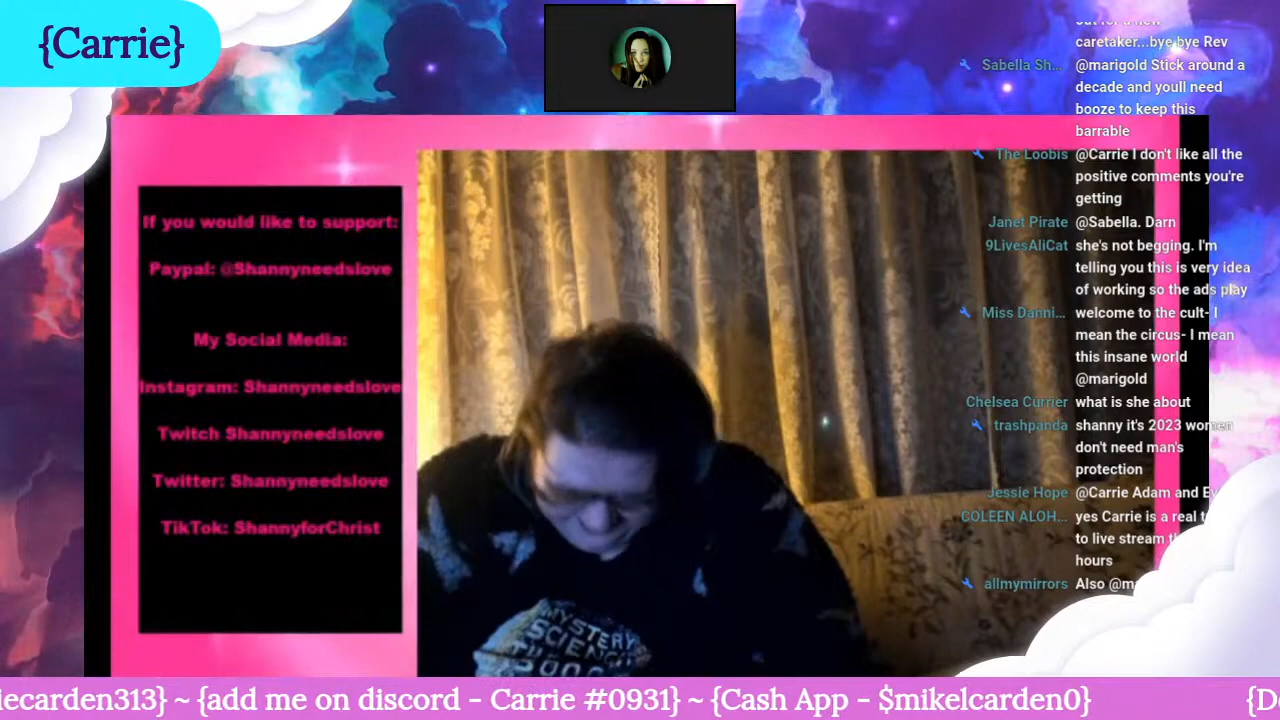 {Carrie}
If you would like to support:
Paypal: @Shannyneedslove
My Social Media:
Instagram: Shannyneedslove
Twitch Shannyneedslove
Twitter: Shannyneedslove
TikTok: ShannyforChrist
MYSTERY
SCIENCE
caretaker...bye bye Rev
Sabella Sh... @marigold Stick around a
decade and youll need
booze to keep this
barrable
The Loobis @Carrie I don't like all the
positive comments you're
getting
Janet Pirate @Sabella. Darn
9LivesAliCat she's not begging. I'm
telling you this is very idea
of working so the ads play
Miss Danni... welcome to the cult- I
mean the circus- I mean
this insane world
@marigold
Chelsea Currier what is she about
trashpanda shanny it's 2023 women
don't need man's
protection
Jessie Hope @Carrie Adam and
COLEEN ALOH... yes Carrie is a real
to live stream
hours
allmymirrors Also
iecarden313} ~ {add me on discord - Carrie #0931} ~ {Cash App - $mikelcarden0} {D